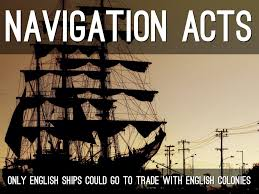 NAVIGATION ACTS
ONLY ENGLISH SHIPS COULD GO TO TRADE WITH ENGLISH COLONIES